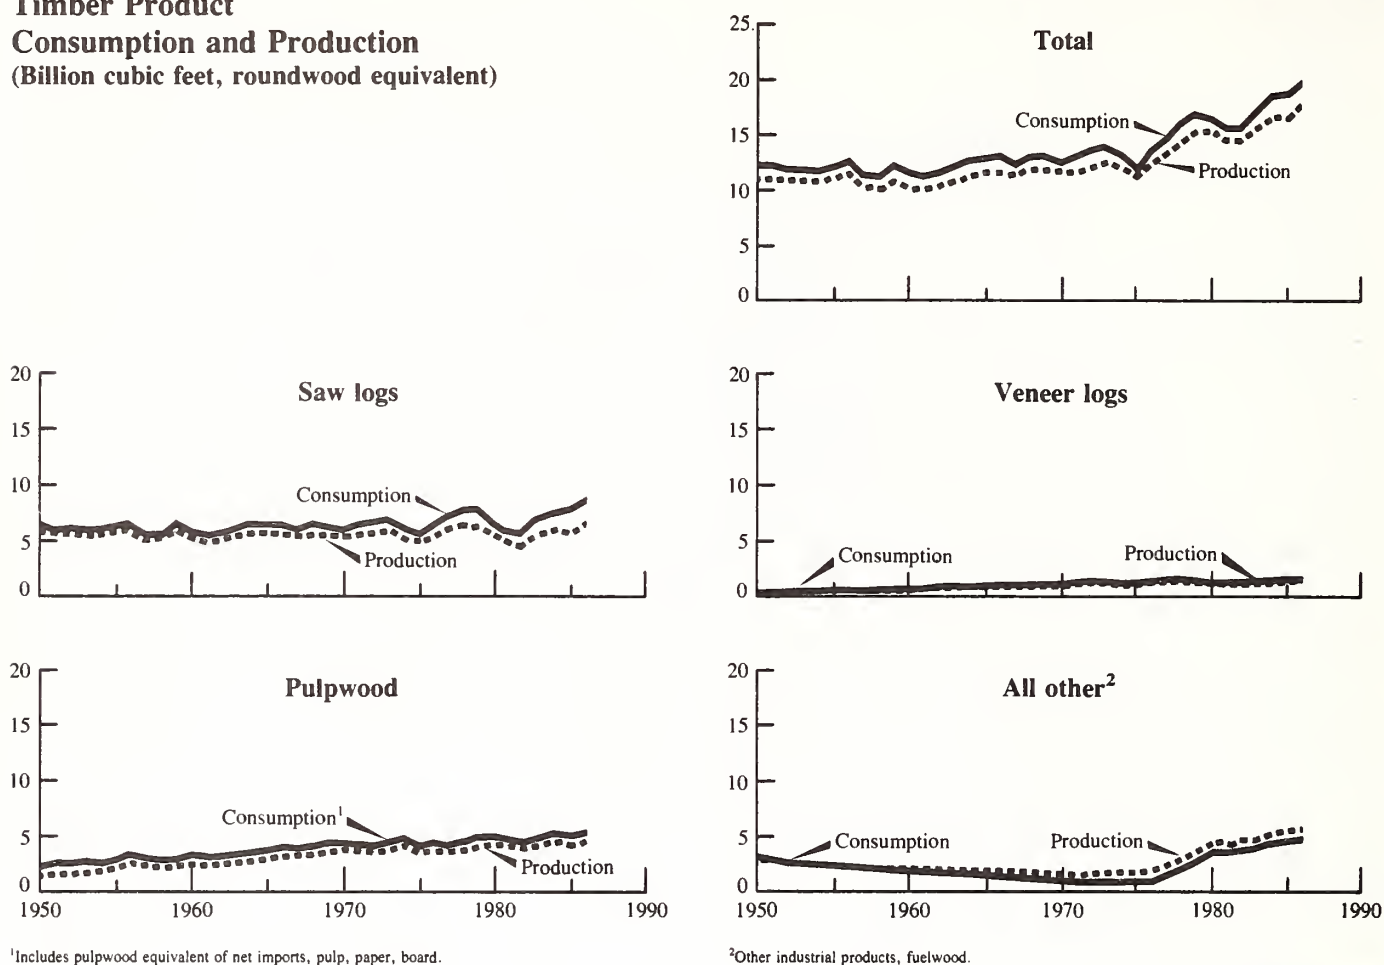 Timber Product
Consumption and Production
(Billion cubic feet, roundwood equivalent)
Total
25
20
15
10
5
0
Consumption
Production
Saw logs
20
15
10
5
0
Consumption
Production
Veneer logs
20
15
10
5
0
Consumption
Production
Pulpwood
20
15
10
5
0
Consumption¹
Production
1950 1960 1970 1980 1990
All other²
20
15
10
5
0
Consumption
Production
1950 1960 1970 1980 1990
¹Includes pulpwood equivalent of net imports, pulp, paper, board.
²Other industrial products, fuelwood.